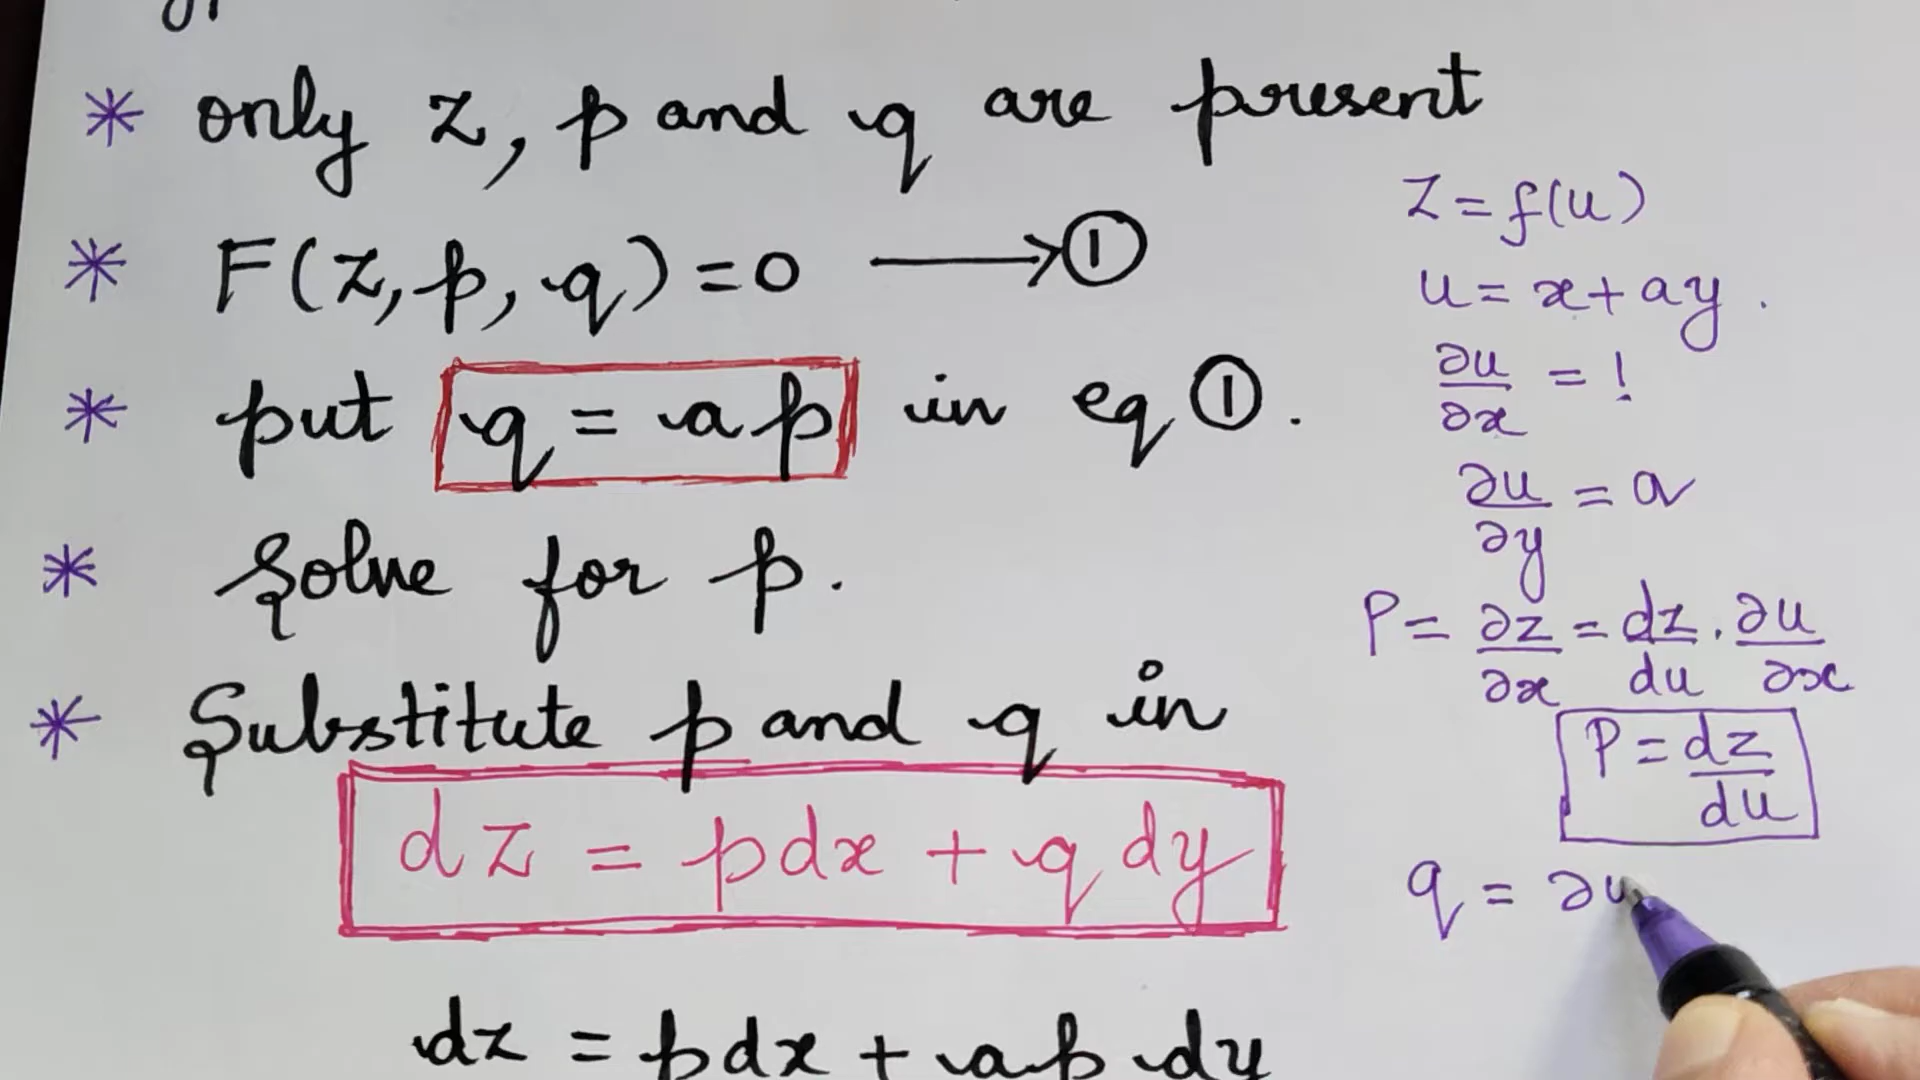 * only z, p and q are present
* F(z, p, q) = 0 ⟶ ①
* put q = ap in eq ①.
* Solve for p.
* Substitute p and q in
dz = pdx + q dy
dz = pdx + ap dy
Z = f(u)
u = x + ay.
∂u/∂x = 1
∂u/∂y = a
P = ∂z/∂x = dz/du . ∂u/∂x
P = dz/du
q = ∂u